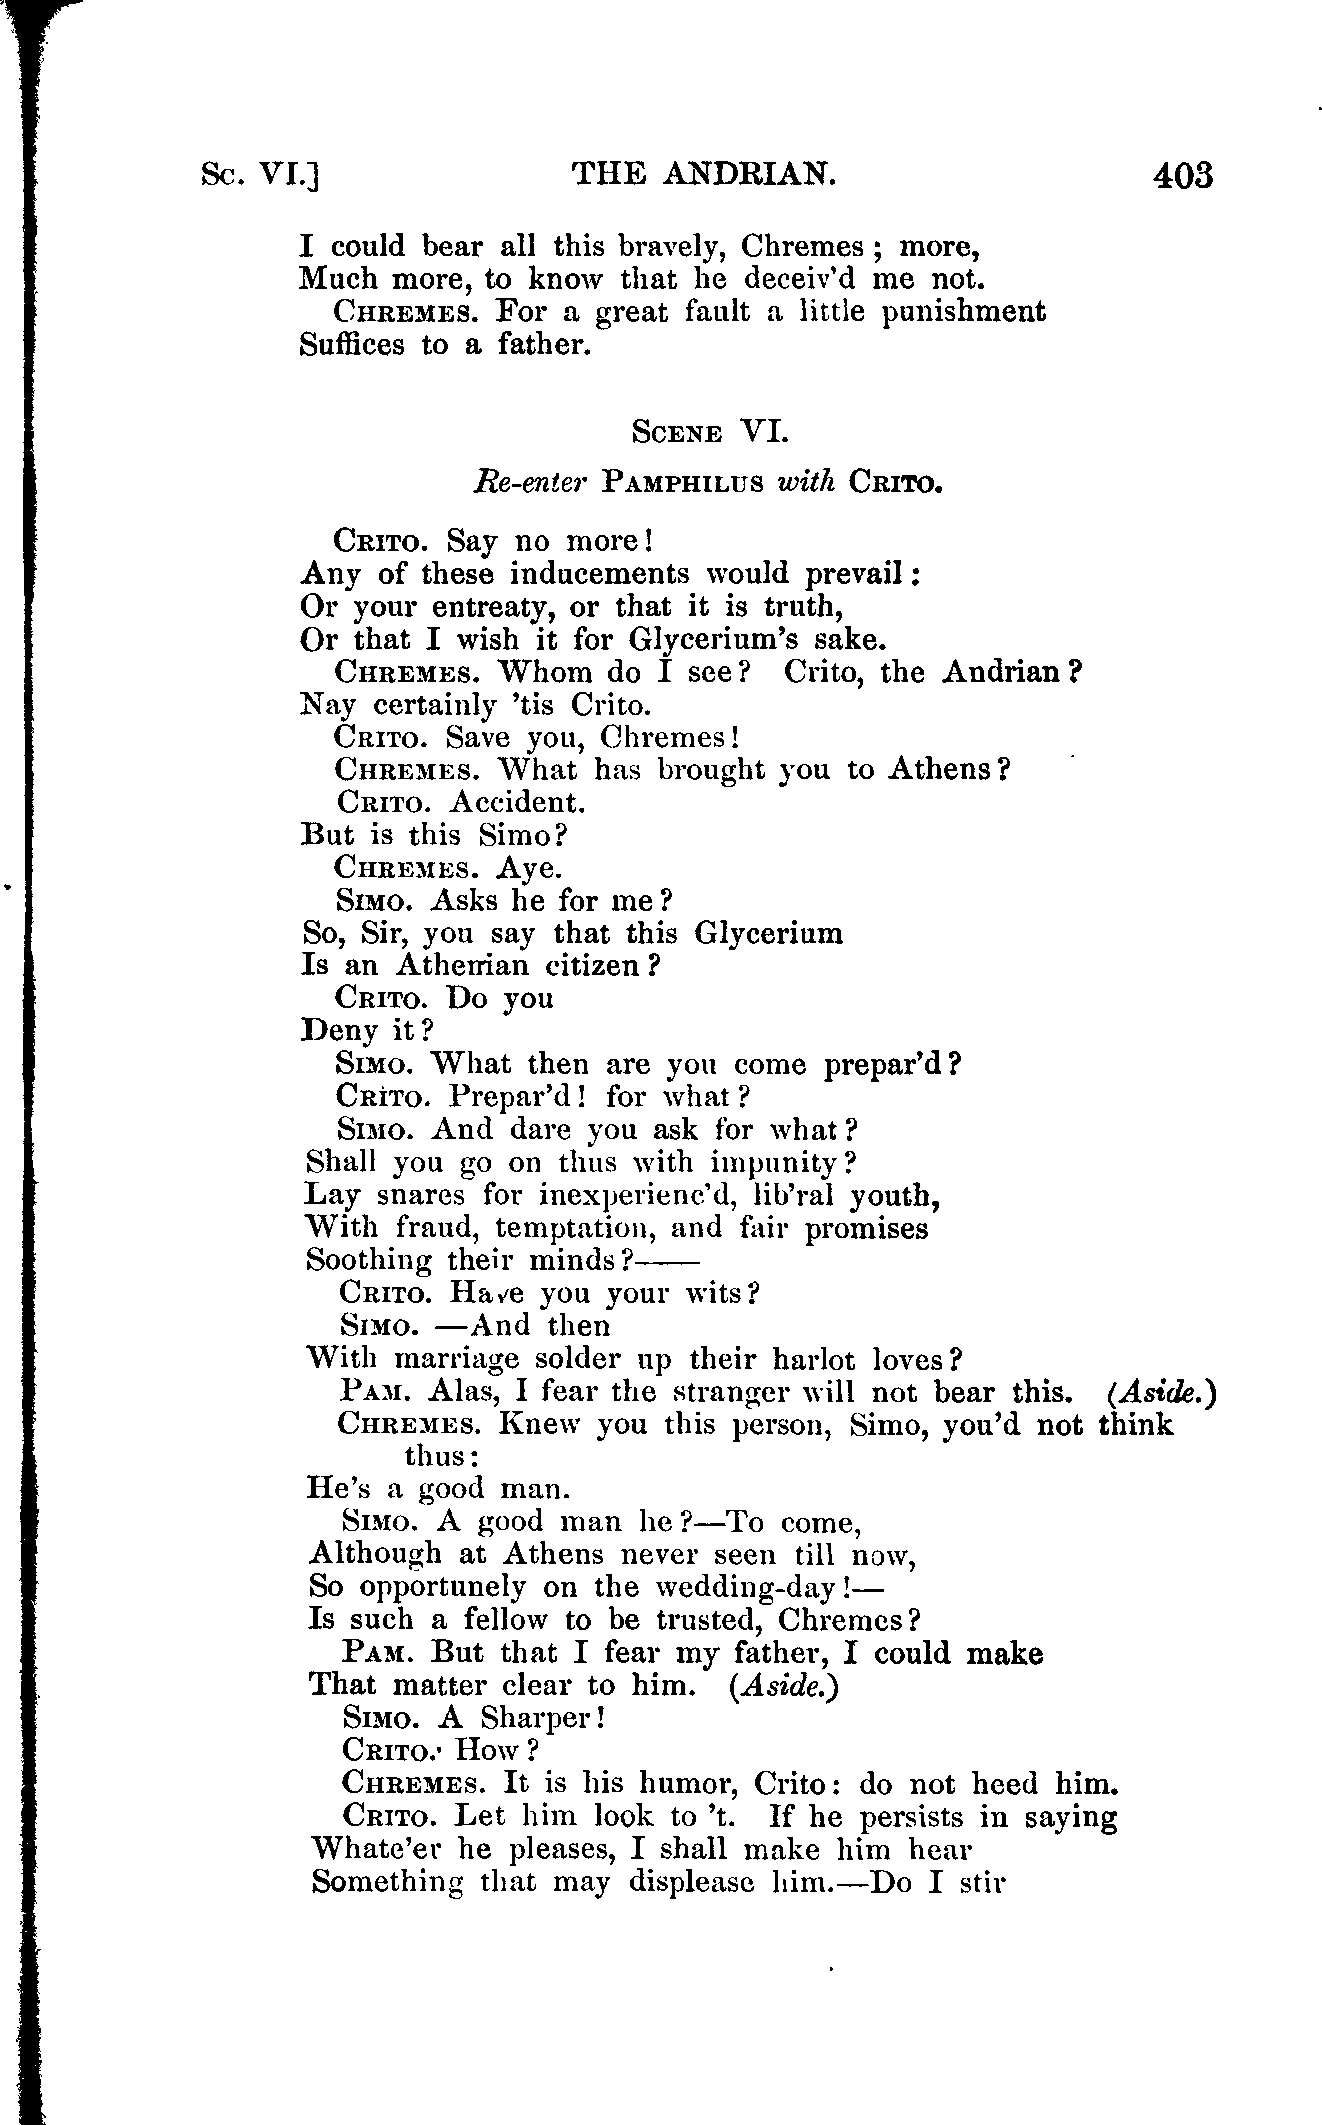 Sc. VI.] THE ANDRIAN. 403
I could bear all this bravely, Chremes; more,
Much more, to know that he deceiv'd me not.
CHREMES. For a great fault a little punishment
Suffices to a father.
SCENE VI.
Re-enter PAMPHILUS with CRITO.
CRITO. Say no more!
Any of these inducements would prevail:
Or your entreaty, or that it is truth,
Or that I wish it for Glycerium's sake.
CHREMES. Whom do I see? Crito, the Andrian?
Nay certainly 'tis Crito.
CRITO. Save you, Chremes!
CHREMES. What has brought you to Athens?
CRITO. Accident.
But is this Simo?
CHREMES. Aye.
SIMO. Asks he for me?
So, Sir, you say that this Glycerium
Is an Athenian citizen?
CRITO. Do you
Deny it?
SIMO. What then are you come prepar'd?
CRITO. Prepar'd! for what?
SIMO. And dare you ask for what?
Shall you go on thus with impunity?
Lay snares for inexperienc'd, lib'ral youth,
With fraud, temptation, and fair promises
Soothing their minds?——
CRITO. Have you your wits?
SIMO. —And then
With marriage solder up their harlot loves?
PAM. Alas, I fear the stranger will not bear this. (Aside.)
CHREMES. Knew you this person, Simo, you'd not think
thus:
He's a good man.
SIMO. A good man he?—To come,
Although at Athens never seen till now,
So opportunely on the wedding-day!—
Is such a fellow to be trusted, Chremes?
PAM. But that I fear my father, I could make
That matter clear to him. (Aside.)
SIMO. A Sharper!
CRITO. How?
CHREMES. It is his humor, Crito: do not heed him.
CRITO. Let him look to 't. If he persists in saying
Whate'er he pleases, I shall make him hear
Something that may displease him.—Do I stir